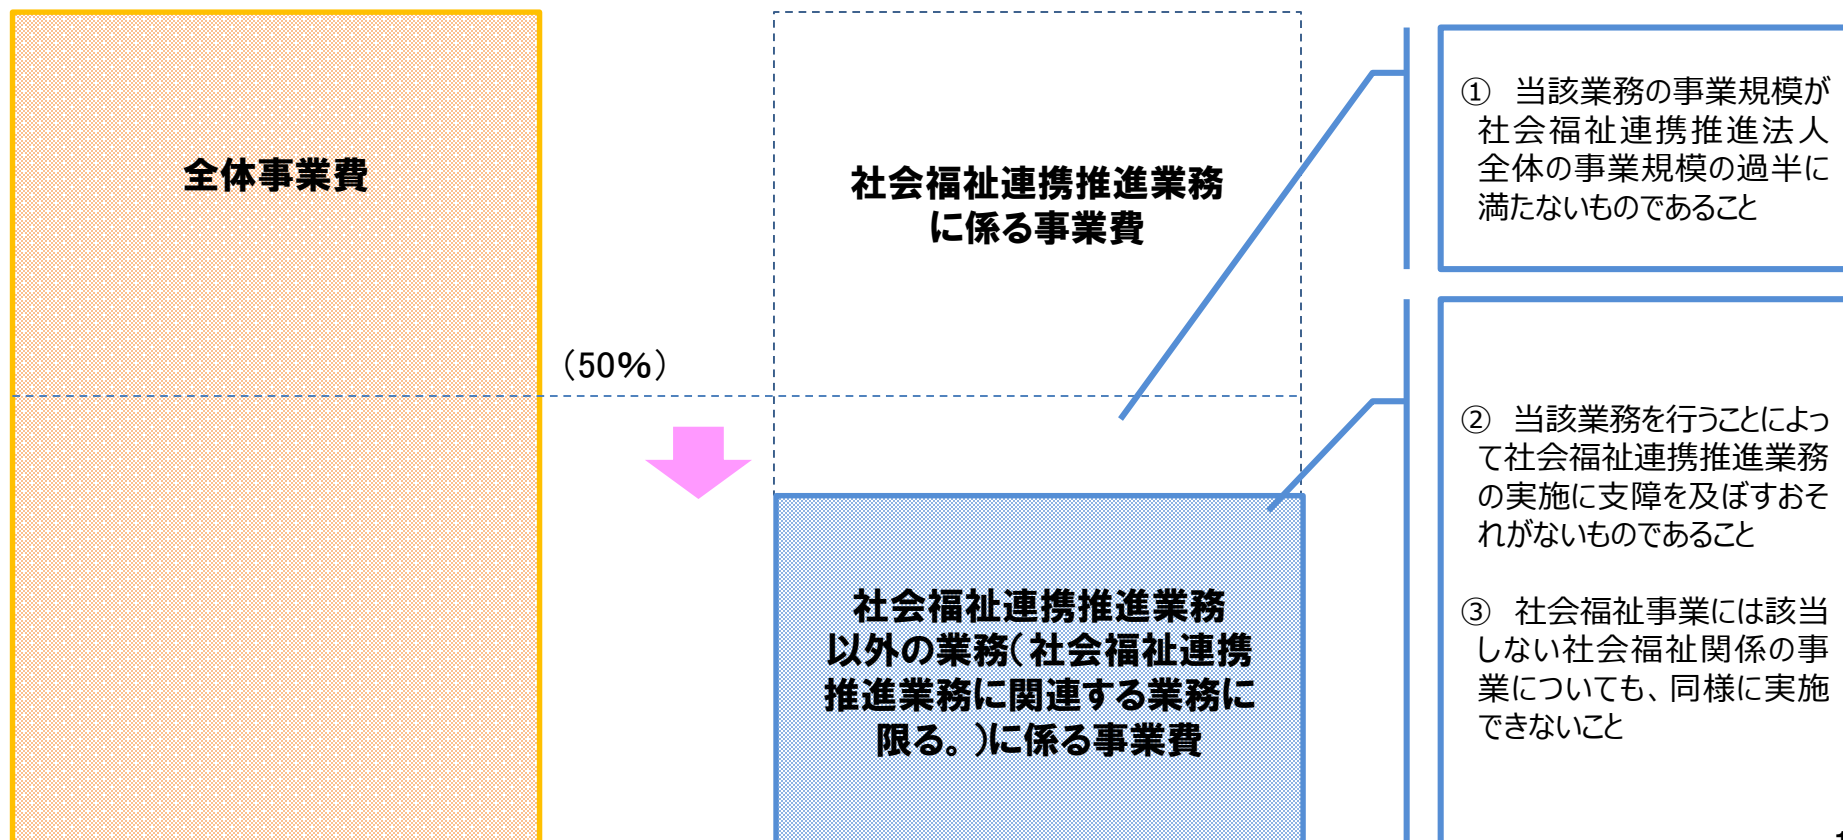 全体事業費
社会福祉連携推進業務
に係る事業費
(50%)
社会福祉連携推進業務
以外の業務(社会福祉連携
推進業務に関連する業務に
限る。)に係る事業費
① 当該業務の事業規模が
社会福祉連携推進法人
全体の事業規模の過半に
満たないものであること
② 当該業務を行うことによっ
て社会福祉連携推進業務
の実施に支障を及ぼすおそ
れがないものであること
③ 社会福祉事業には該当
しない社会福祉関係の事
業についても、同様に実施
できないこと